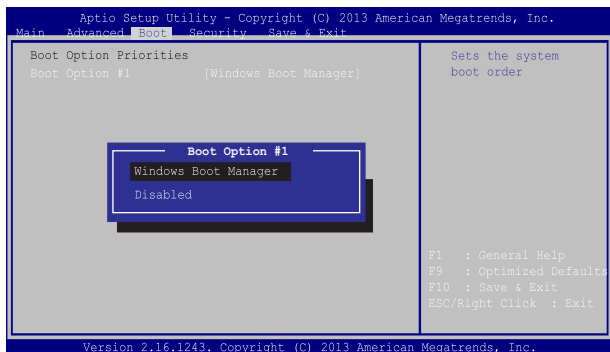 Aptio Setup Utility - Copyright (C) 2013 American Megatrends, Inc.
Main Advanced Boot Security Save & Exit
Boot Option Priorities
Boot Option #1 [Windows Boot Manager]
Sets the system
boot order
Boot Option #1
Windows Boot Manager
Disabled
F1 : General Help
F9 : Optimized Defaults
F10 : Save & Exit
ESC/Right Click : Exit
Version 2.16.1243. Copyright (C) 2013 American Megatrends, Inc.